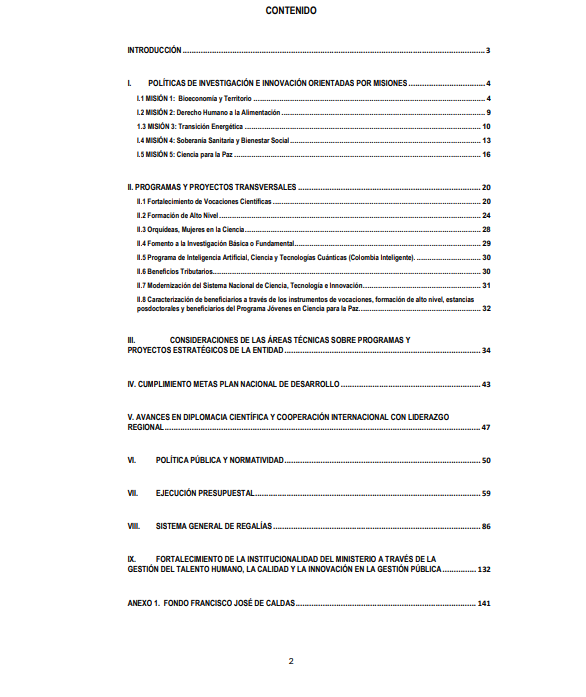 CONTENIDO
INTRODUCCIÓN ........ 3
I. POLÍTICAS DE INVESTIGACIÓN E INNOVACIÓN ORIENTADAS POR MISIONES ........ 4
I.1 MISIÓN 1: Bioeconomía y Territorio ........ 4
I.2 MISIÓN 2: Derecho Humano a la Alimentación ........ 9
1.3 MISIÓN 3: Transición Energética ........ 10
I.4 MISIÓN 4: Soberanía Sanitaria y Bienestar Social ........ 13
I.5 MISIÓN 5: Ciencia para la Paz ........ 16
II. PROGRAMAS Y PROYECTOS TRANSVERSALES ........ 20
II.1 Fortalecimiento de Vocaciones Científicas ........ 20
II.2 Formación de Alto Nivel ........ 24
II.3 Orquídeas, Mujeres en la Ciencia ........ 28
II.4 Fomento a la Investigación Básica o Fundamental ........ 29
II.5 Programa de Inteligencia Artificial, Ciencia y Tecnologías Cuánticas (Colombia Inteligente). ........ 30
II.6 Beneficios Tributarios ........ 30
II.7 Modernización del Sistema Nacional de Ciencia, Tecnología e Innovación ........ 31
II.8 Caracterización de beneficiarios a través de los instrumentos de vocaciones, formación de alto nivel, estancias
posdoctorales y beneficiarios del Programa Jóvenes en Ciencia para la Paz ........ 32
III. CONSIDERACIONES DE LAS ÁREAS TÉCNICAS SOBRE PROGRAMAS Y
PROYECTOS ESTRATÉGICOS DE LA ENTIDAD ........ 34
IV. CUMPLIMIENTO METAS PLAN NACIONAL DE DESARROLLO ........ 43
V. AVANCES EN DIPLOMACIA CIENTÍFICA Y COOPERACIÓN INTERNACIONAL CON LIDERAZGO
REGIONAL ........ 47
VI. POLÍTICA PÚBLICA Y NORMATIVIDAD ........ 50
VII. EJECUCIÓN PRESUPUESTAL ........ 59
VIII. SISTEMA GENERAL DE REGALÍAS ........ 86
IX. FORTALECIMIENTO DE LA INSTITUCIONALIDAD DEL MINISTERIO A TRAVÉS DE LA
GESTIÓN DEL TALENTO HUMANO, LA CALIDAD Y LA INNOVACIÓN EN LA GESTIÓN PÚBLICA ........ 132
ANEXO 1. FONDO FRANCISCO JOSÉ DE CALDAS ........ 141
2